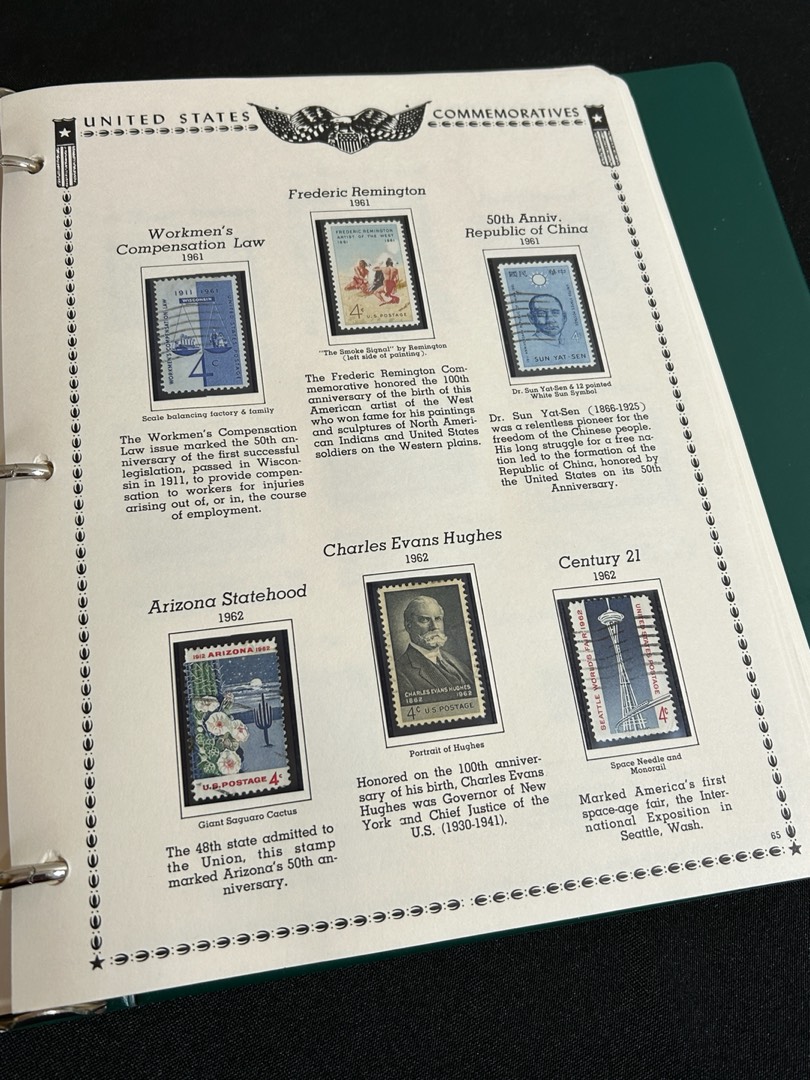 UNITED STATES COMMEMORATIVES
Workmen's
Compensation Law
1961
1911 1961
WISCONSIN
WORKMEN'S COMPENSATION LAW
4c
Scale balancing factory & family
The Workmen's Compensation
Law issue marked the 50th an-
niversary of the first successful
legislation, passed in Wiscon-
sin in 1911, to provide compen-
sation to workers for injuries
arising out of, or in, the course
of employment.
Frederic Remington
1961
FREDERIC REMINGTON
ARTIST OF THE WEST
1861 1961
4c U.S. POSTAGE
"The Smoke Signal" by Remington
(left side of painting).
The Frederic Remington Com-
memorative honored the 100th
anniversary of the birth of this
American artist of the West
who won fame for his paintings
and sculptures of North Ameri-
can Indians and United States
soldiers on the Western plains.
50th Anniv.
Republic of China
1961
SUN YAT-SEN
Dr. Sun Yat-Sen & 12 pointed
White Sun Symbol
Dr. Sun Yat-Sen (1866-1925)
was a relentless pioneer for the
freedom of the Chinese people.
His long struggle for a free na-
tion led to the formation of the
Republic of China, honored by
the United States on its 50th
Anniversary.
Arizona Statehood
1962
1912 ARIZONA 1962
U.S. POSTAGE 4c
Giant Saguaro Cactus
The 48th state admitted to
the Union, this stamp
marked Arizona's 50th an-
niversary.
Charles Evans Hughes
1962
CHARLES EVANS HUGHES
1862 1962
4c U.S. POSTAGE
Portrait of Hughes
Honored on the 100th anniver-
sary of his birth, Charles Evans
Hughes was Governor of New
York and Chief Justice of the
U.S. (1930-1941).
Century 21
1962
SEATTLE WORLD'S FAIR 1962
UNITED STATES POSTAGE
4c
Space Needle and
Monorail
Marked America's first
space-age fair, the Inter-
national Exposition in
Seattle, Wash.
65